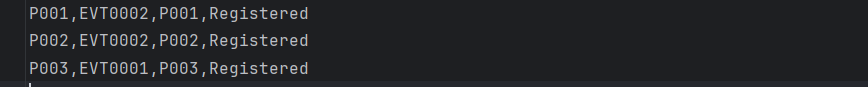 P001,EVT0002,P001,Registered
P002,EVT0002,P002,Registered
P003,EVT0001,P003,Registered